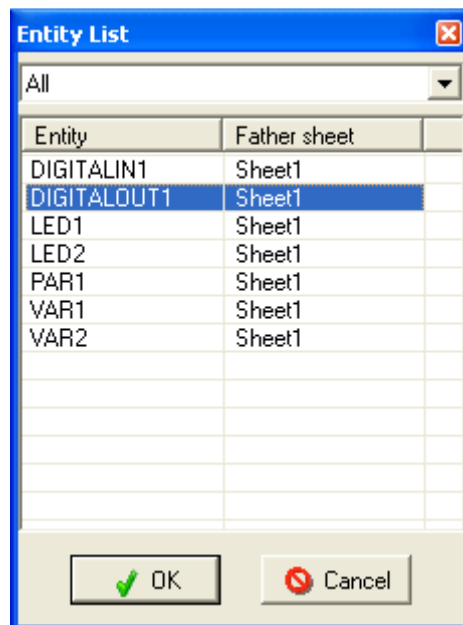 Entity List
All
Entity Father sheet
DIGITALIN1 Sheet1
DIGITALOUT1 Sheet1
LED1 Sheet1
LED2 Sheet1
PAR1 Sheet1
VAR1 Sheet1
VAR2 Sheet1
OK Cancel